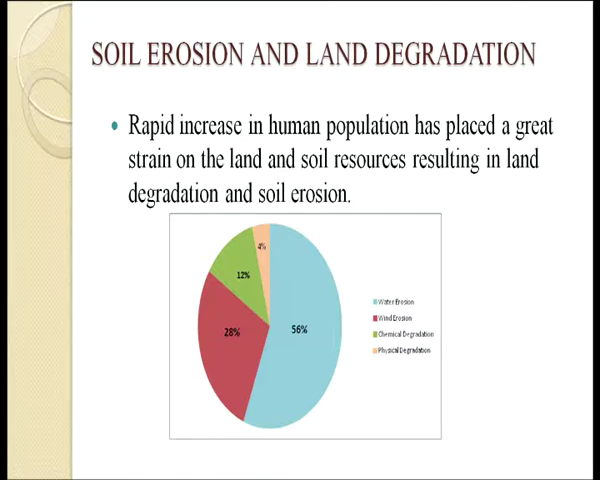 SOIL EROSION AND LAND DEGRADATION
• Rapid increase in human population has placed a great
strain on the land and soil resources resulting in land
degradation and soil erosion.
4%
12%
28%
56%
Water Erosion
Wind Erosion
Chemical Degradation
Physical Degradation